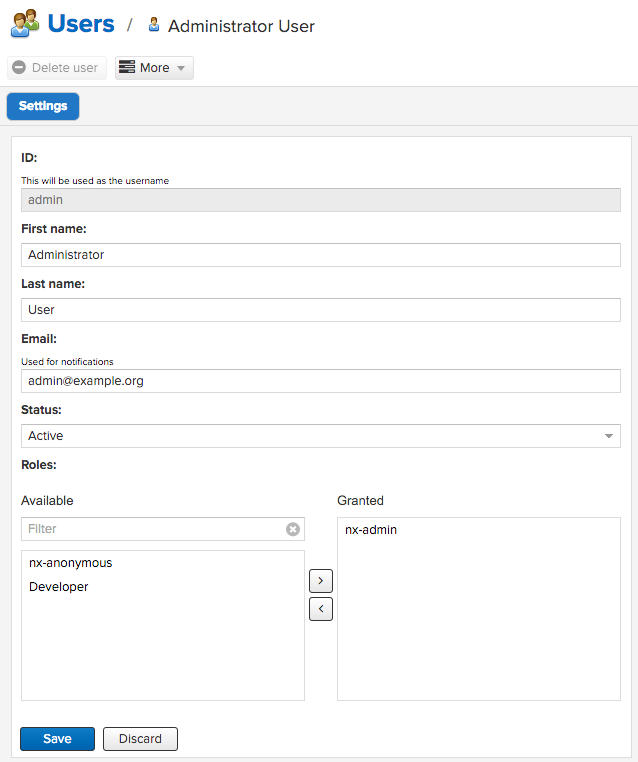 Users / Administrator User
Delete user More
Settings
ID:
This will be used as the username
admin
First name:
Administrator
Last name:
User
Email:
Used for notifications
admin@example.org
Status:
Active
Roles:
Available Granted
Filter nx-admin
nx-anonymous
Developer
>
<
Save Discard